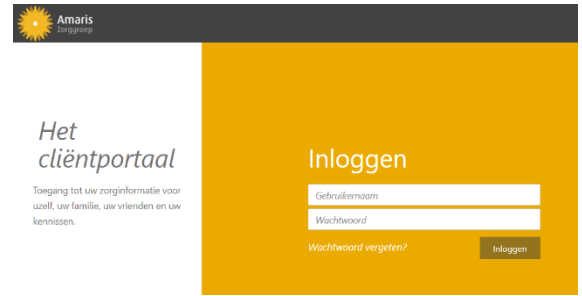 Amaris
Zorggroep
Het
cliëntportaal
Toegang tot uw zorginformatie voor
uzelf, uw familie, uw vrienden en uw
kennissen.
Inloggen
Gebruikernaam
Wachtwoord
Wachtwoord vergeten?
Inloggen